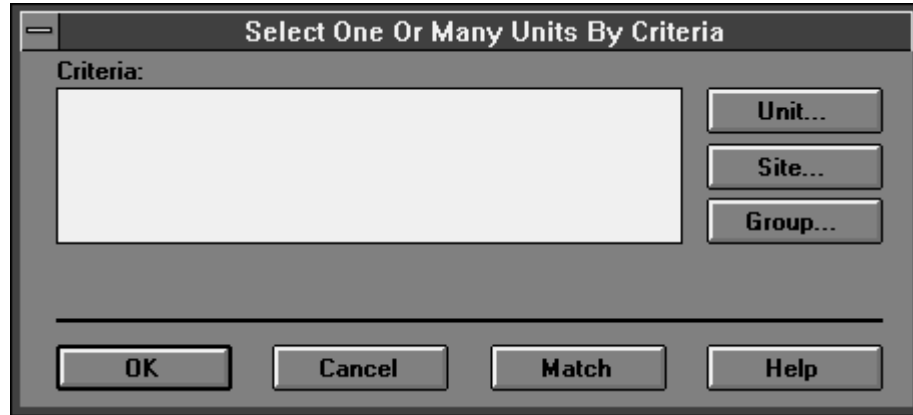 Select One Or Many Units By Criteria
Criteria:
Unit...
Site...
Group...
OK Cancel Match Help